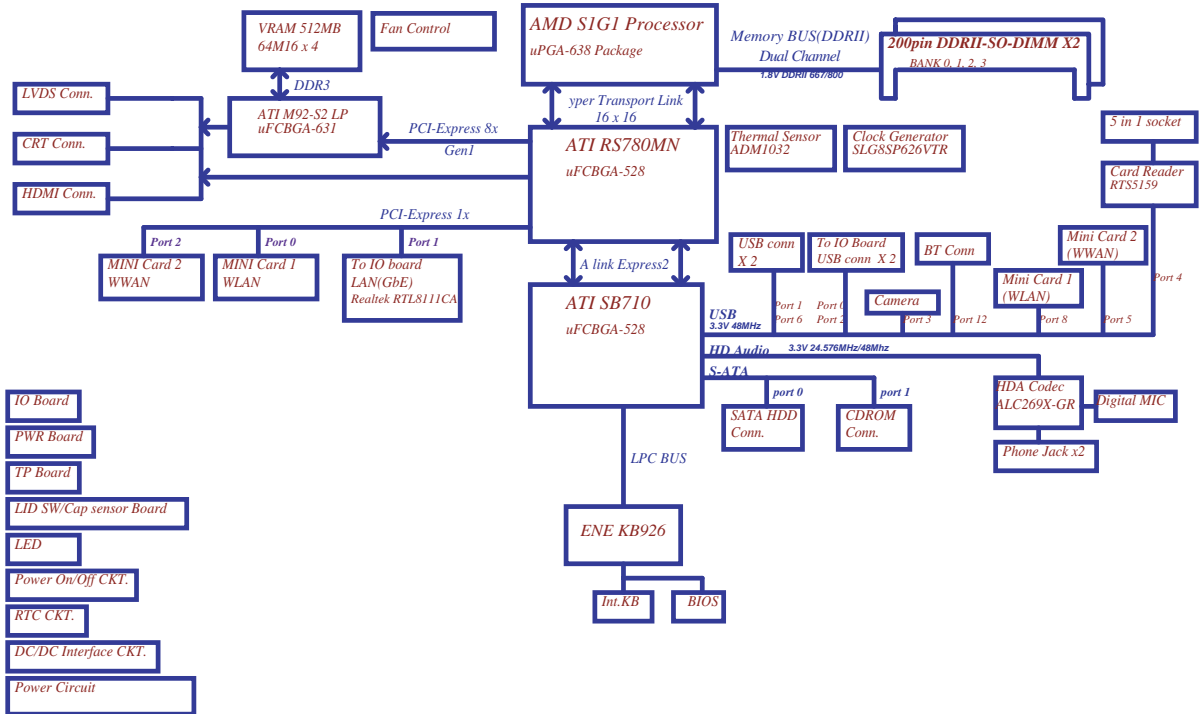 VRAM 512MB
64M16 x 4
Fan Control
AMD S1G1 Processor
uPGA-638 Package
Memory BUS(DDRII)
Dual Channel
1.8V DDRII 667/800
200pin DDRII-SO-DIMM X2
BANK 0, 1, 2, 3
DDR3
LVDS Conn.
CRT Conn.
HDMI Conn.
ATI M92-S2 LP
uFCBGA-631
PCI-Express 8x
Gen1
yper Transport Link
16 x 16
ATI RS780MN
uFCBGA-528
Thermal Sensor
ADM1032
Clock Generator
SLG8SP626VTR
5 in 1 socket
Card Reader
RTS5159
PCI-Express 1x
Port 2
Port 0
Port 1
MINI Card 2
WWAN
MINI Card 1
WLAN
To IO board
LAN(GbE)
Realtek RTL8111CA
A link Express2
USB conn
X 2
To IO Board
USB conn X 2
BT Conn
Mini Card 2
(WWAN)
Camera
Mini Card 1
(WLAN)
Port 4
ATI SB710
uFCBGA-528
USB
3.3V 48MHz
Port 1
Port 6
Port 0
Port 2
Port 3
Port 12
Port 8
Port 5
HD Audio
3.3V 24.576MHz/48Mhz
S-ATA
port 0
port 1
SATA HDD
Conn.
CDROM
Conn.
HDA Codec
ALC269X-GR
Digital MIC
Phone Jack x2
LPC BUS
ENE KB926
Int.KB
BIOS
IO Board
PWR Board
TP Board
LID SW/Cap sensor Board
LED
Power On/Off CKT.
RTC CKT.
DC/DC Interface CKT.
Power Circuit